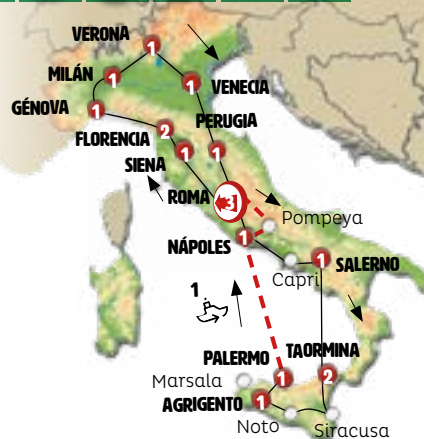 VERONA
1
MILÁN
1
1
VENECIA
GÉNOVA
1
PERUGIA
FLORENCIA
2
1
SIENA
1
ROMA
3
Pompeya
NÁPOLES
1
Capri
1
SALERNO
1
PALERMO
TAORMINA
Marsala
1
2
AGRIGENTO
1
Noto
Siracusa